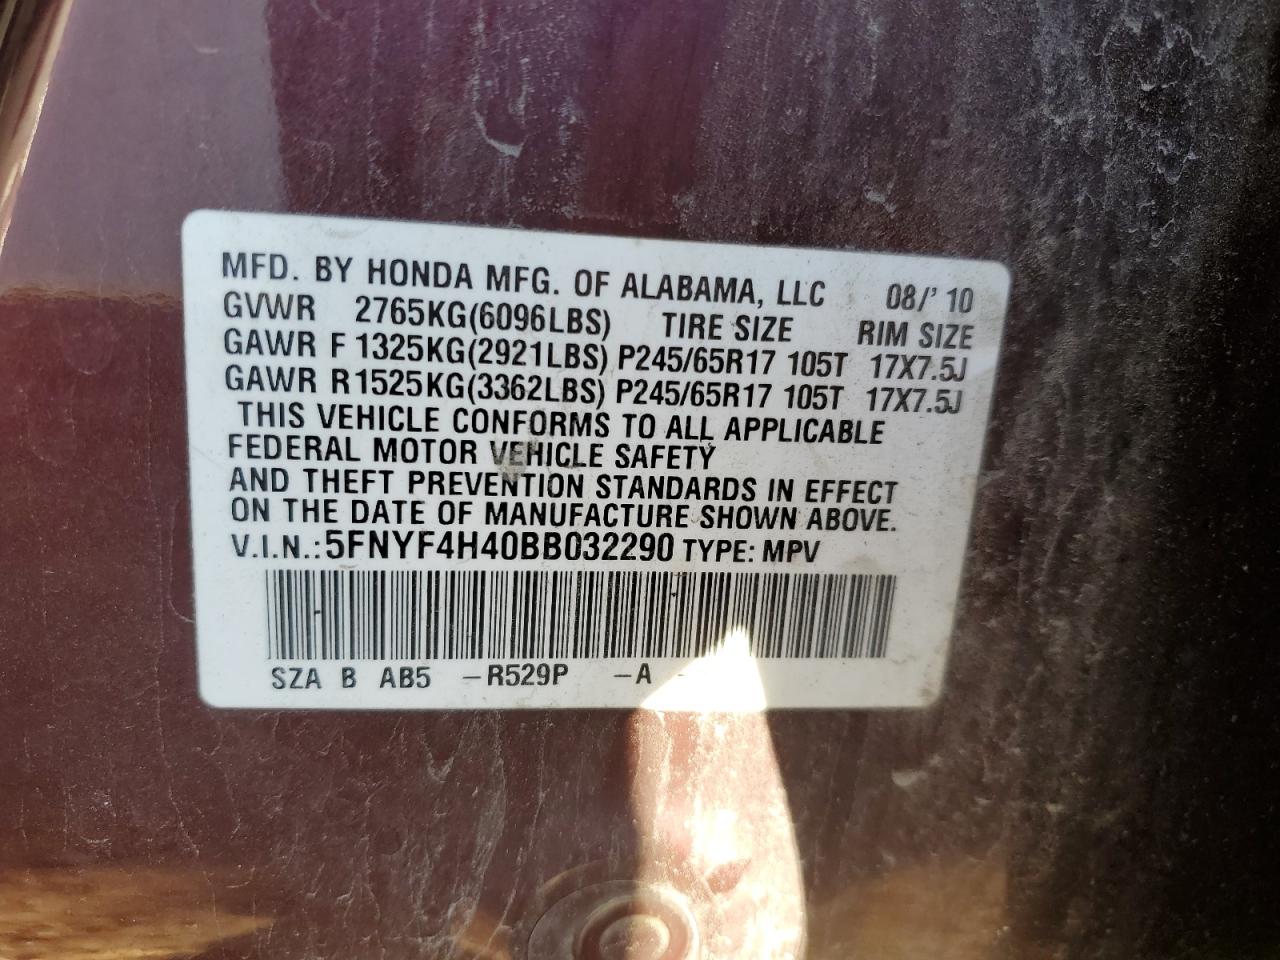 MFD. BY HONDA MFG. OF ALABAMA, LLC 08/'10
GVWR 2765KG(6096LBS) TIRE SIZE RIM SIZE
GAWR F 1325KG(2921LBS) P245/65R17 105T 17X7.5J
GAWR R 1525KG(3362LBS) P245/65R17 105T 17X7.5J
THIS VEHICLE CONFORMS TO ALL APPLICABLE
FEDERAL MOTOR VEHICLE SAFETY
AND THEFT PREVENTION STANDARDS IN EFFECT
ON THE DATE OF MANUFACTURE SHOWN ABOVE.
V.I.N.: 5FNYF4H40BB032290 TYPE: MPV
SZA B AB5 –R529P –A